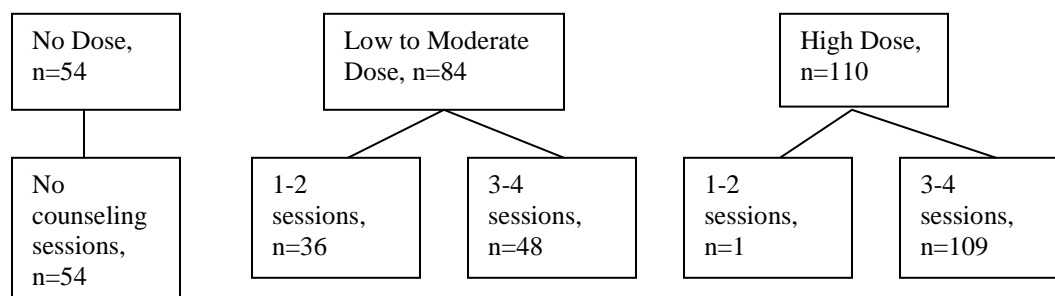 No Dose,
n=54
Low to Moderate
Dose, n=84
High Dose,
n=110
No
counseling
sessions,
n=54
1-2
sessions,
n=36
3-4
sessions,
n=48
1-2
sessions,
n=1
3-4
sessions,
n=109